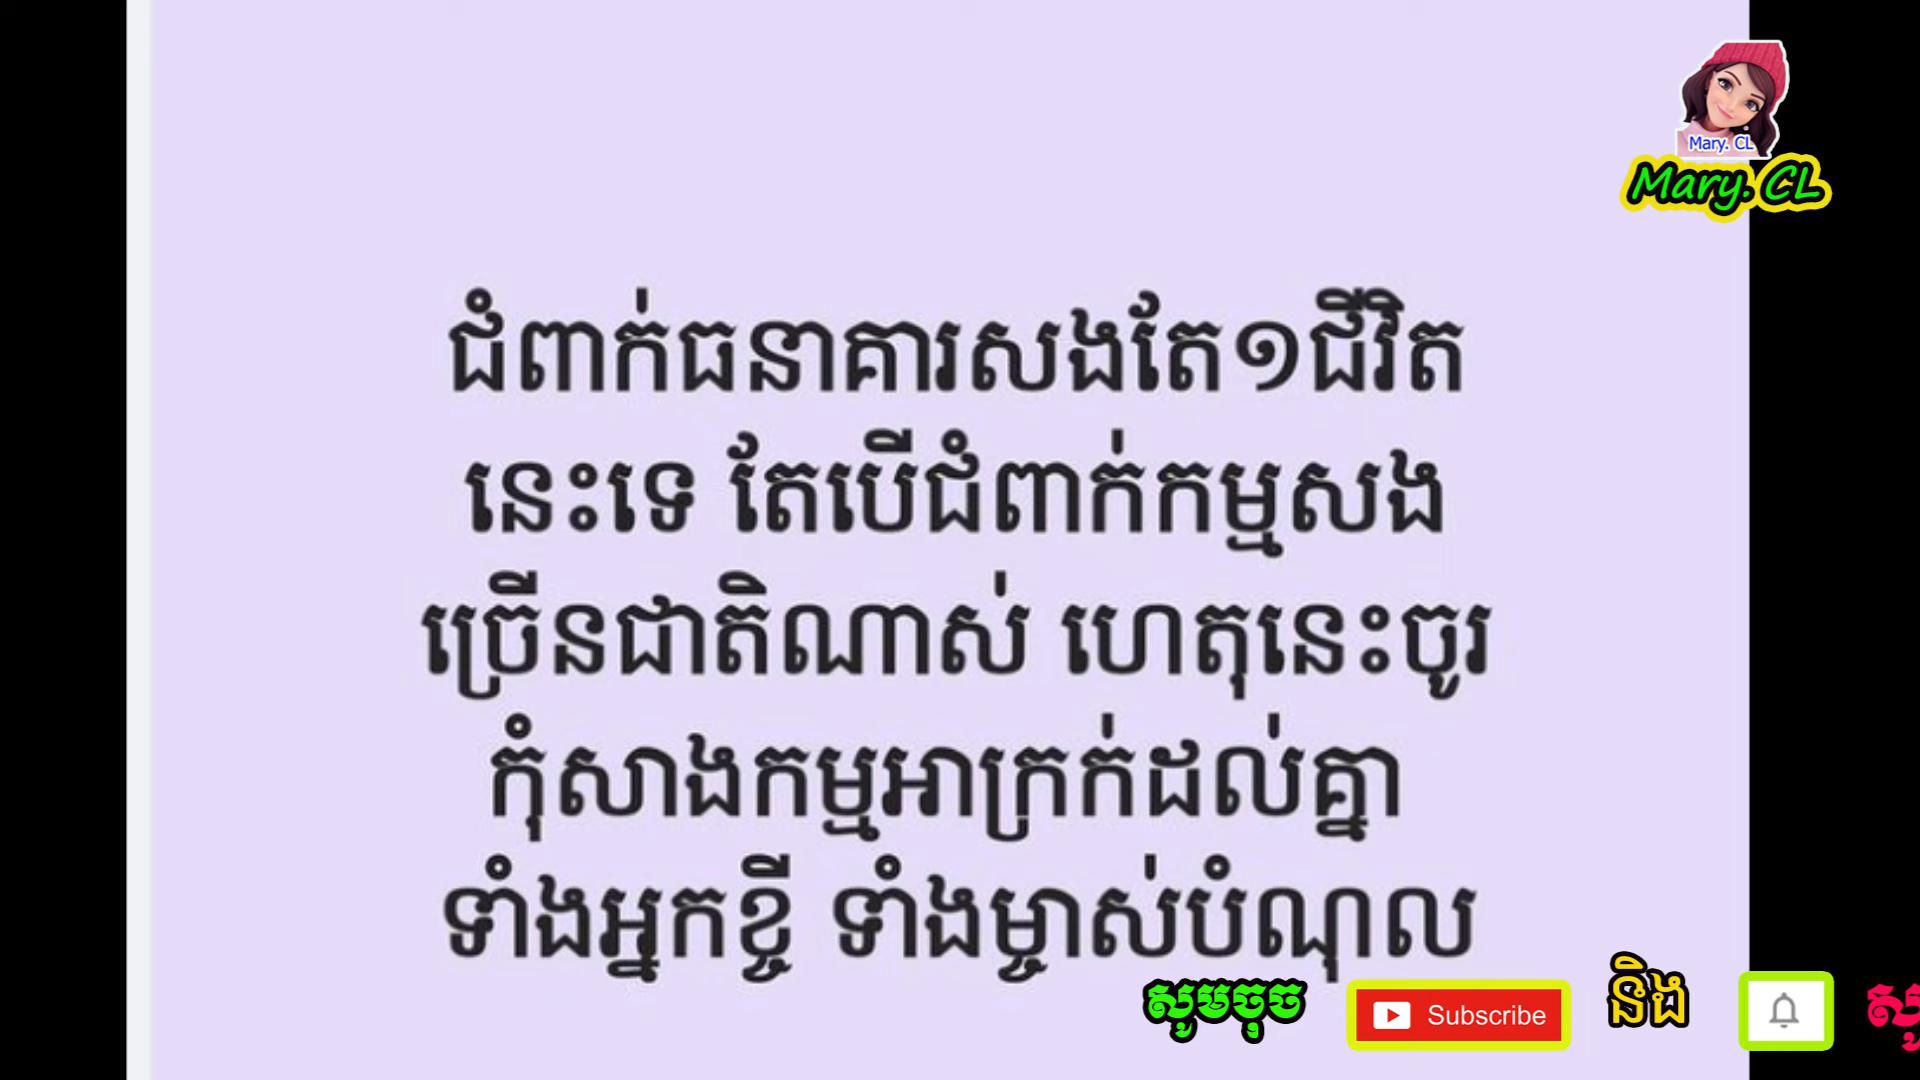 Mary. CL
Mary. CL
ជំពាក់ធនាគារសងតែ១ជីវិត
នេះទេ តែបើជំពាក់កម្មសង
ច្រើនជាតិណាស់ ហេតុនេះចូរ
កុំសាងកម្មអាក្រក់ដល់គ្នា
ទាំងអ្នកខ្ចី ទាំងម្ចាស់បំណុល
សូមចុច Subscribe និង